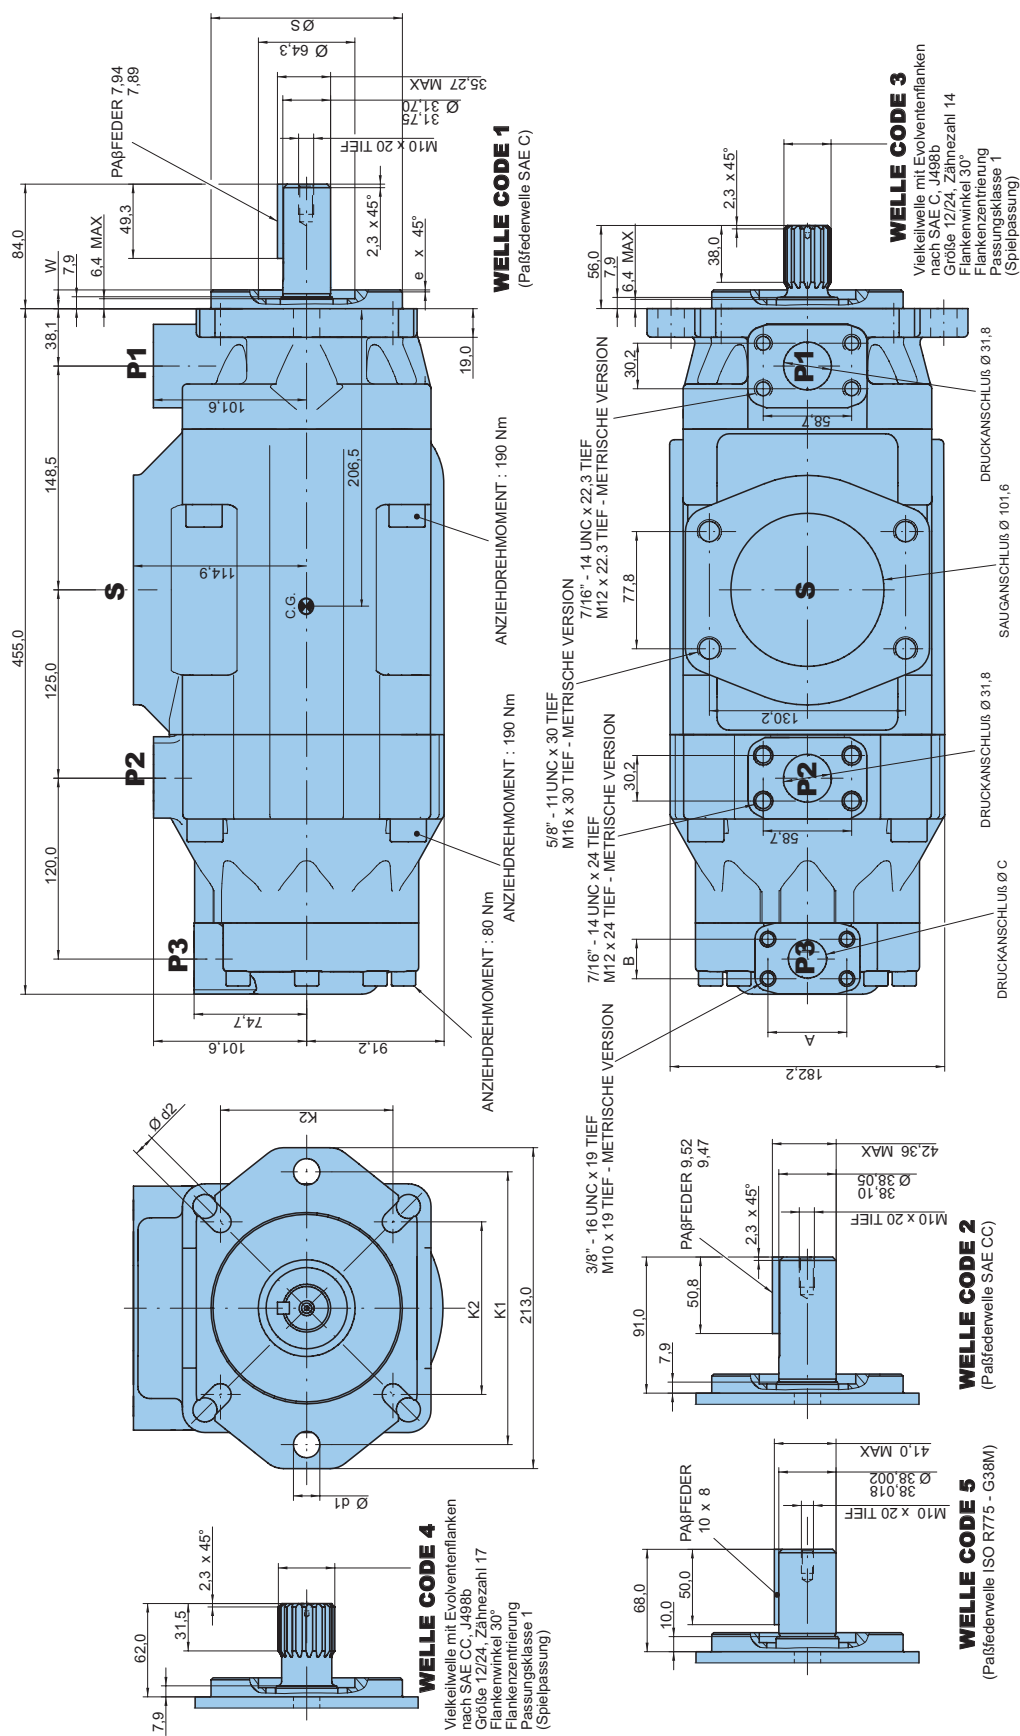 ØS
Ø 64,3
PAβFEDER 7,94
7,89
35,27 MAX
Ø 31,70
31,75
M10 x 20 TIEF
84,0
49,3
W
7,9
6,4 MAX
2,3 x 45°
e x 45°
WELLE CODE 1
(Paßfederwelle SAE C)
455,0
38,1
148,5
125,0
120,0
P1
S
P2
P3
101,6
19,0
114,9
206,5
C.G.
74,7
101,6
91,2
ANZIEHDREHMOMENT : 190 Nm
ANZIEHDREHMOMENT : 190 Nm
ANZIEHDREHMOMENT : 80 Nm
WELLE CODE 3
Vielkeilwelle mit Evolventenflanken
nach SAE C, J498b
Größe 12/24, Zähnezahl 14
Flankenwinkel 30°
Flankenzentrierung
Passungsklasse 1
(Spielpassung)
2,3 x 45°
56,0
38,0
7,9
6,4 MAX
7/16" - 14 UNC x 22,3 TIEF
M12 x 22.3 TIEF - METRISCHE VERSION
5/8" - 11UNC x 30 TIEF
M16 x 30 TIEF - METRISCHE VERSION
7/16" - 14 UNC x 24 TIEF
M12 x 24 TIEF - METRISCHE VERSION
3/8" - 16 UNC x 19 TIEF
M10 x 19 TIEF - METRISCHE VERSION
30,2
P1
58,7
77,8
S
130,2
30,2
P2
58,7
B
P3
A
182,2
DRUCKANSCHLUß Ø 31,8
SAUGANSCHLUß Ø 101,6
DRUCKANSCHLUß Ø 31,8
DRUCKANSCHLUß Ø C
Ø d2
K2
K2
K1
213,0
Ø d1
2,3 x 45°
62,0
31,5
7,9
WELLE CODE 4
Vielkeilwelle mit Evolventenflanken
nach SAE CC, J498b
Größe 12/24, Zähnezahl 17
Flankenwinkel 30°
Flankenzentrierung
Passungsklasse 1
(Spielpassung)
PAβFEDER 9,52
9,47
2,3 x 45°
91,0
50,8
7,9
42,36 MAX
Ø 38,05
38,10
M10 x 20 TIEF
WELLE CODE 2
(Paßfederwelle SAE CC)
PAβFEDER
10 x 8
68,0
50,0
10,0
41,0 MAX
Ø 38,002
38,018
M10 x 20 TIEF
WELLE CODE 5
(Paßfederwelle ISO R775 - G38M)